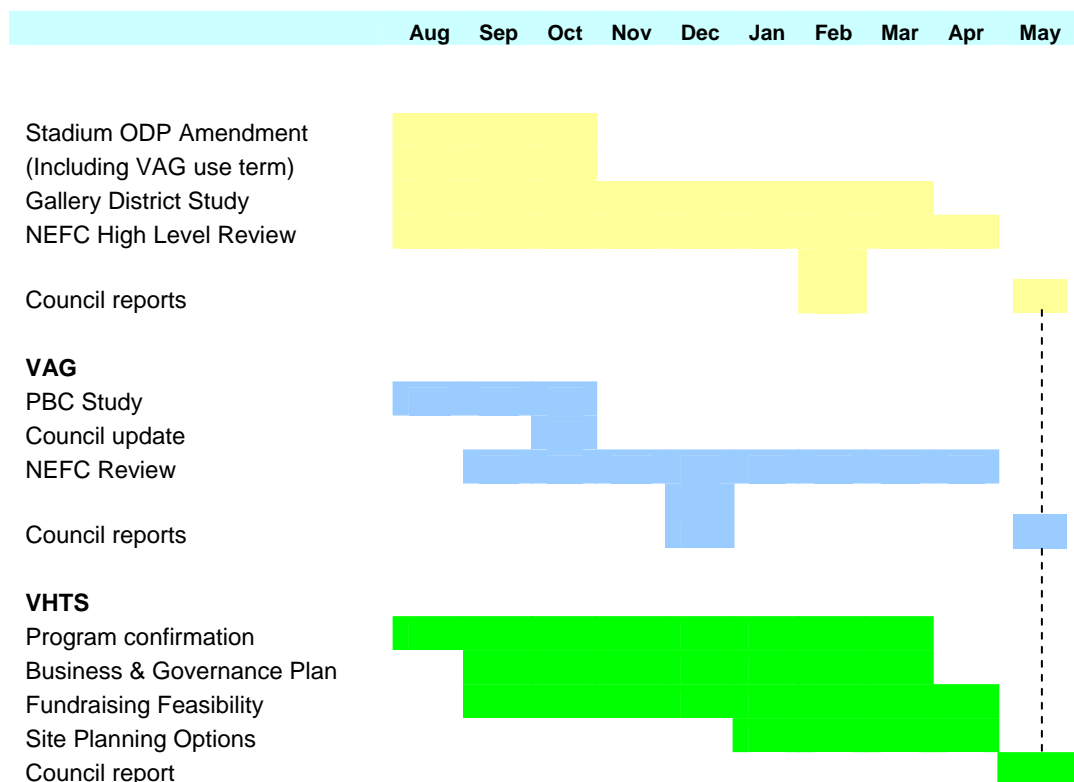 Aug Sep Oct Nov Dec Jan Feb Mar Apr May
Stadium ODP Amendment
(Including VAG use term)
Gallery District Study
NEFC High Level Review
Council reports
VAG
PBC Study
Council update
NEFC Review
Council reports
VHTS
Program confirmation
Business & Governance Plan
Fundraising Feasibility
Site Planning Options
Council report